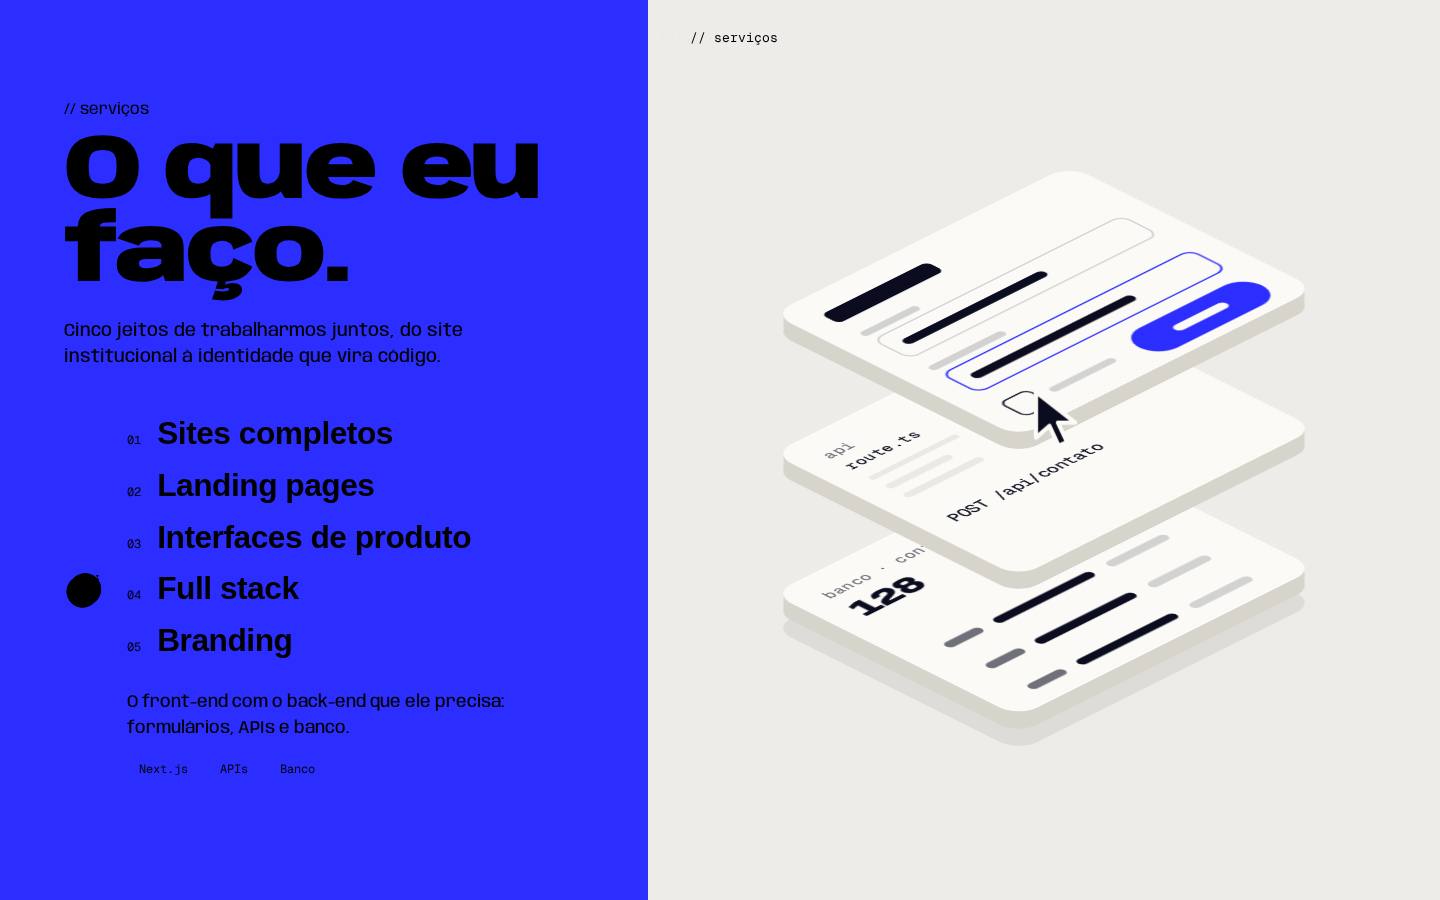 // serviços
O que eu
faço.
Cinco jeitos de trabalharmos juntos, do site
institucional à identidade que vira código.
01 Sites completos
02 Landing pages
03 Interfaces de produto
04 Full stack
05 Branding
O front-end com o back-end que ele precisa:
formulários, APIs e banco.
Next.js APIs Banco
// serviços
api
route.ts
POST /api/contato
banco ·
128